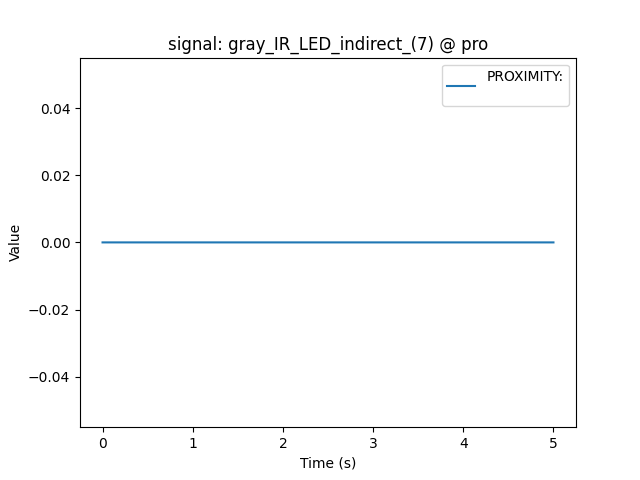 signal: gray_IR_LED_indirect_(7) @ pro
PROXIMITY:
0.04
0.02
0.00
−0.02
−0.04
Value
0 1 2 3 4 5
Time (s)